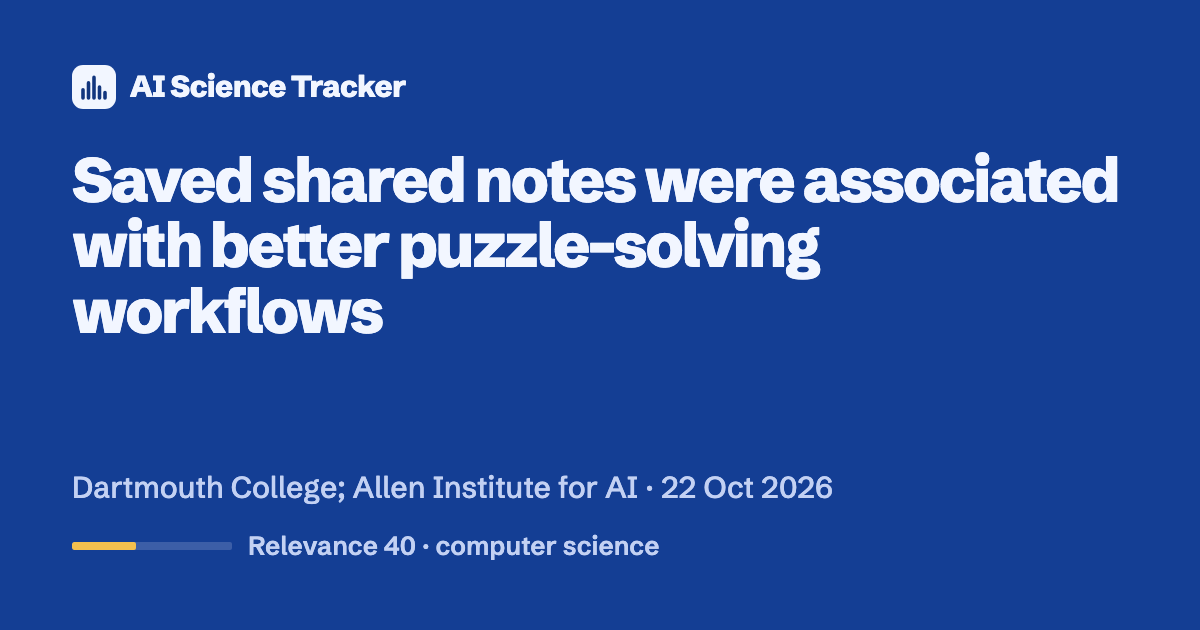 AI Science Tracker
Saved shared notes were associated
with better puzzle-solving
workflows
Dartmouth College; Allen Institute for AI · 22 Oct 2026
Relevance 40 · computer science